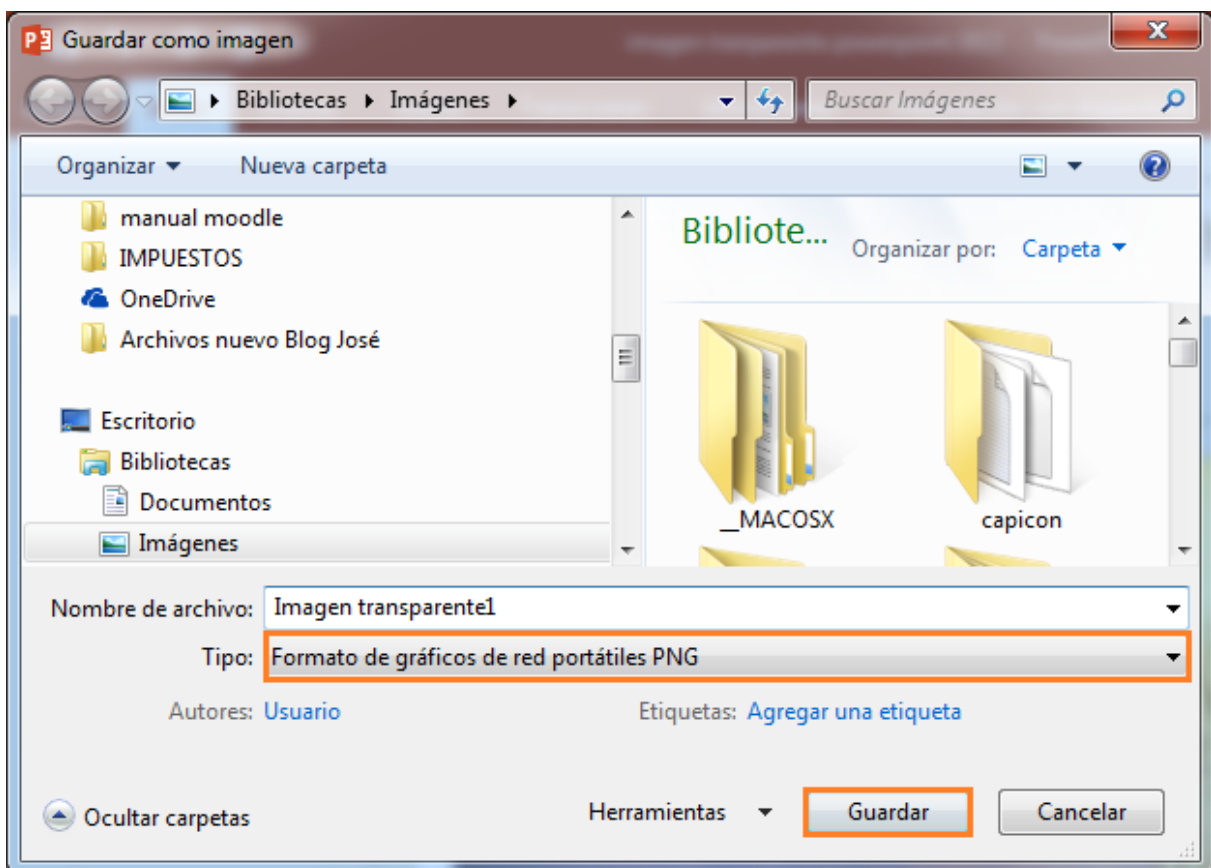 Guardar como imagen
Bibliotecas Imágenes Buscar Imágenes
Organizar Nueva carpeta
manual moodle
IMPUESTOS
OneDrive
Archivos nuevo Blog José
Escritorio
Bibliotecas
Documentos
Imágenes
Bibliote... Organizar por: Carpeta
__MACOSX capicon
Nombre de archivo: Imagen transparente1
Tipo: Formato de gráficos de red portátiles PNG
Autores: Usuario Etiquetas: Agregar una etiqueta
Ocultar carpetas Herramientas Guardar Cancelar